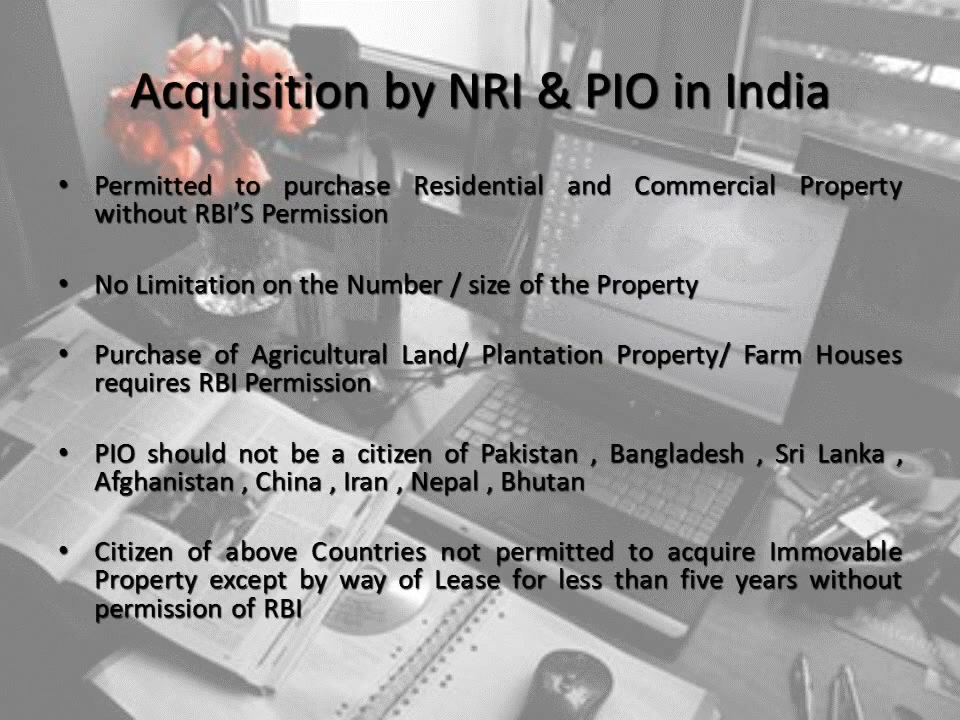 Acquisition by NRI & PIO in India
• Permitted to purchase Residential and Commercial Property
without RBI’S Permission
• No Limitation on the Number / size of the Property
• Purchase of Agricultural Land/ Plantation Property/ Farm Houses
requires RBI Permission
• PIO should not be a citizen of Pakistan , Bangladesh , Sri Lanka ,
Afghanistan , China , Iran , Nepal , Bhutan
• Citizen of above Countries not permitted to acquire Immovable
Property except by way of Lease for less than five years without
permission of RBI